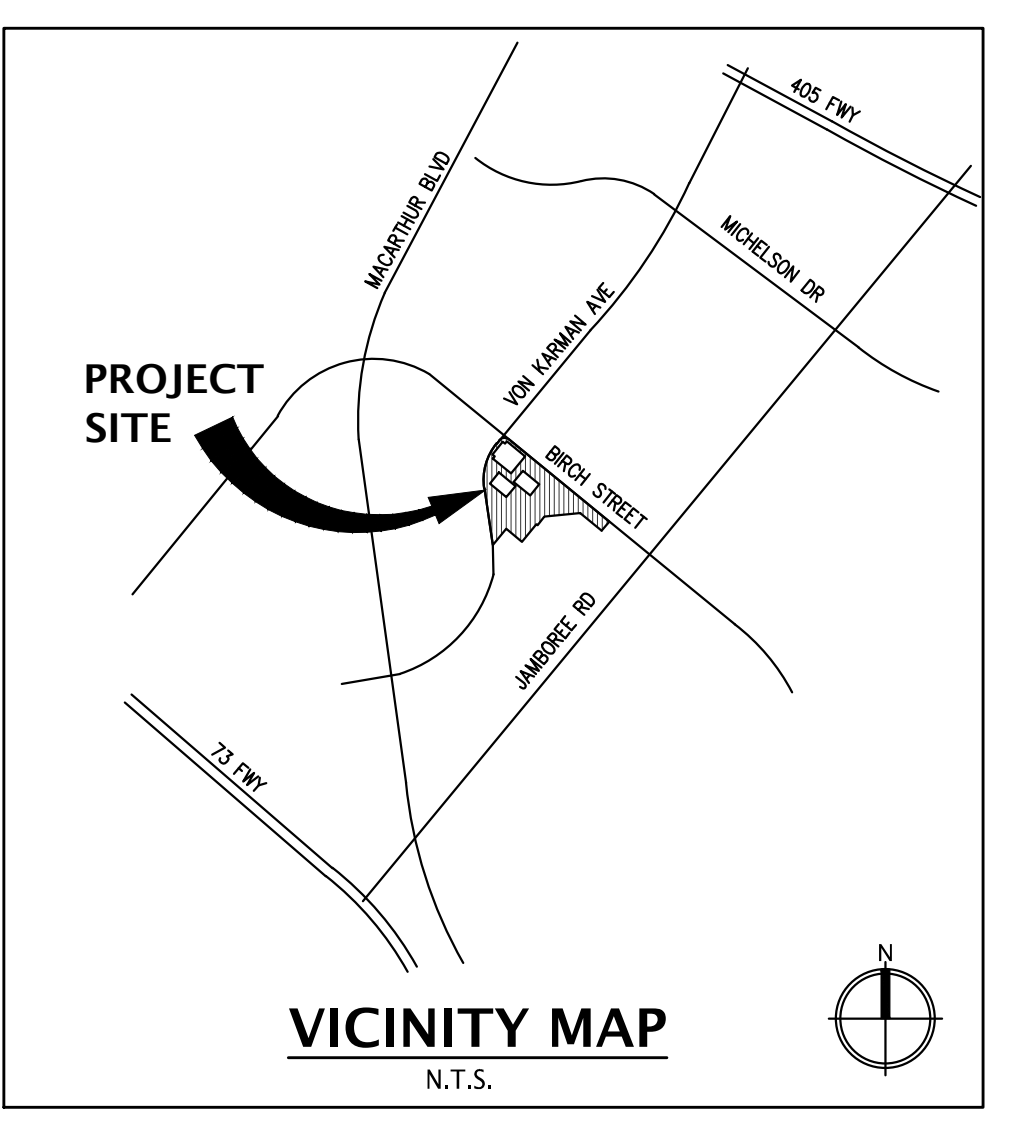 405 FWY
MACARTHUR BLVD
MICHELSON DR
VON KARMAN AVE
PROJECT
SITE
BIRCH STREET
JAMBOREE RD
73 FWY
N
VICINITY MAP
N.T.S.